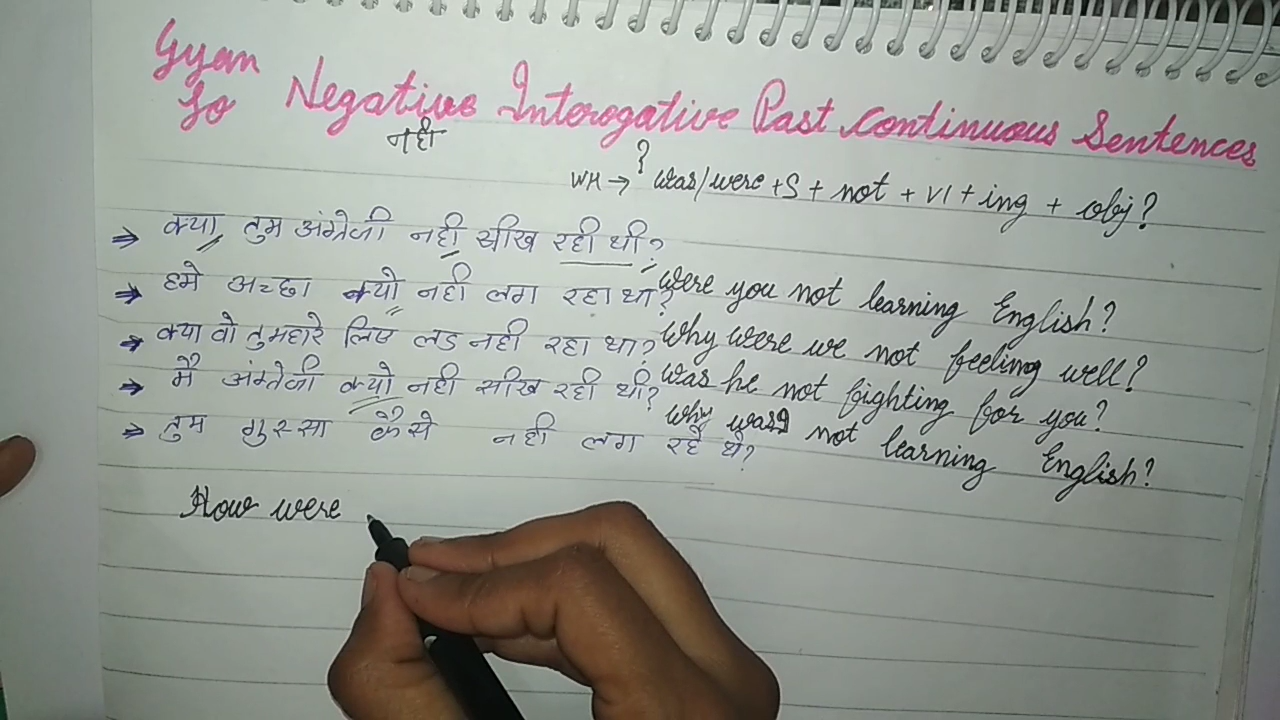 Gyan
Jo Negative Interogative Past Continuous Sentences
नही
WH → ? was/were + S + not + V1 + ing + obj?
⇒ क्या, तुम अंग्रेजी नही सीख रही थी?
Were you not learning English?
⇒ हमे अच्छा क्यो नही लग रहा था?
Why were we not feeling well?
⇒ क्या वो तुमहारे लिए लड नही रहा था?
Was he not fighting for you?
⇒ मै अंग्रेजी क्यो नही सीख रही थी?
Why was I not learning English?
⇒ तुम गुस्सा कैसे नही लग रहे थे?
How were